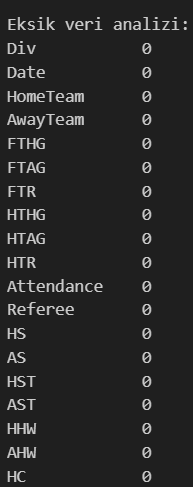 Eksik veri analizi:
Div 0
Date 0
HomeTeam 0
AwayTeam 0
FTHG 0
FTAG 0
FTR 0
HTHG 0
HTAG 0
HTR 0
Attendance 0
Referee 0
HS 0
AS 0
HST 0
AST 0
HHW 0
AHW 0
HC 0